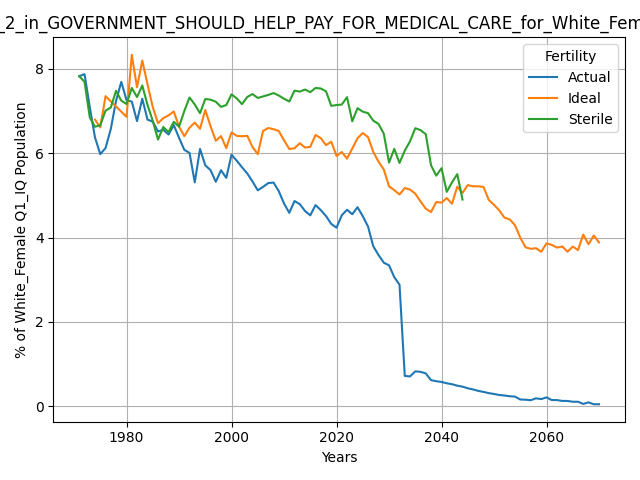 _2_in_GOVERNMENT_SHOULD_HELP_PAY_FOR_MEDICAL_CARE_for_White_Fem
Fertility
Actual
Ideal
Sterile
% of White_Female Q1_IQ Population
8
6
4
2
0
1980 2000 2020 2040 2060
Years